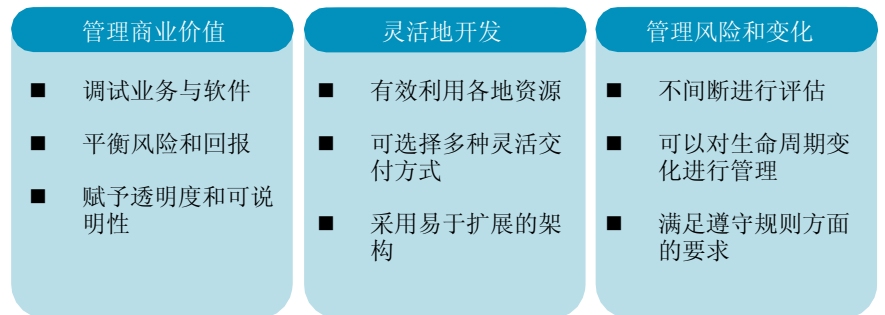 管理商业价值
■ 调试业务与软件
■ 平衡风险和回报
■ 赋予透明度和可说
明性
灵活地开发
■ 有效利用各地资源
■ 可选择多种灵活交
付方式
■ 采用易于扩展的架
构
管理风险和变化
■ 不间断进行评估
■ 可以对生命周期变
化进行管理
■ 满足遵守规则方面
的要求